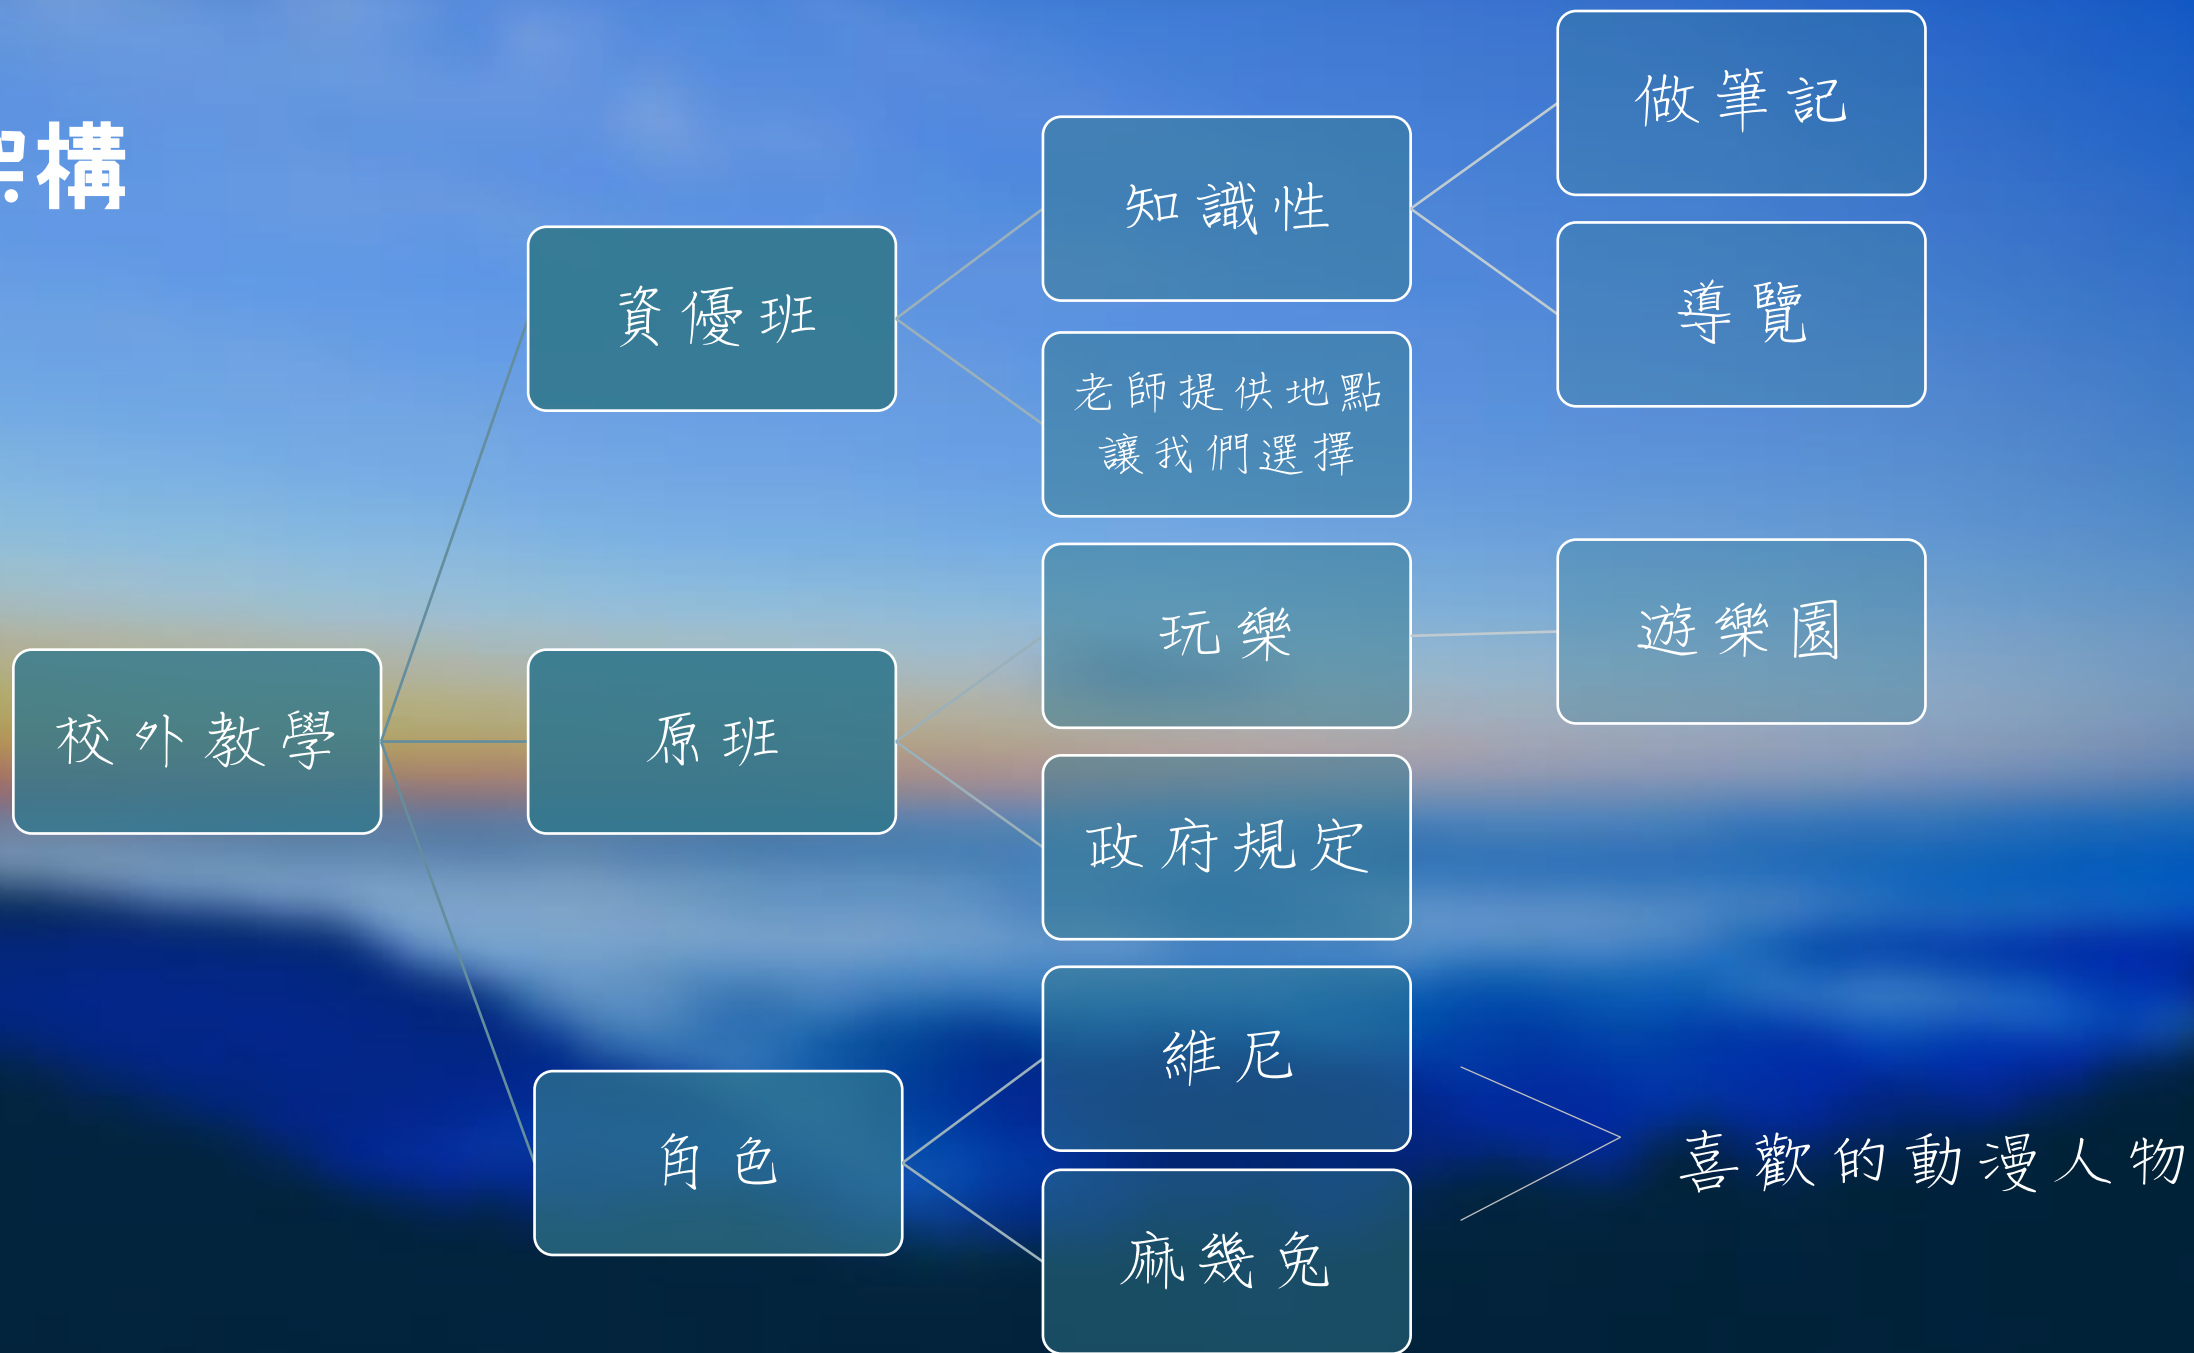 架構
做筆記
知識性
導覽
資優班
老師提供地點
讓我們選擇
玩樂
遊樂園
校外教學
原班
政府規定
維尼
角色
喜歡的動漫人物
麻幾兔